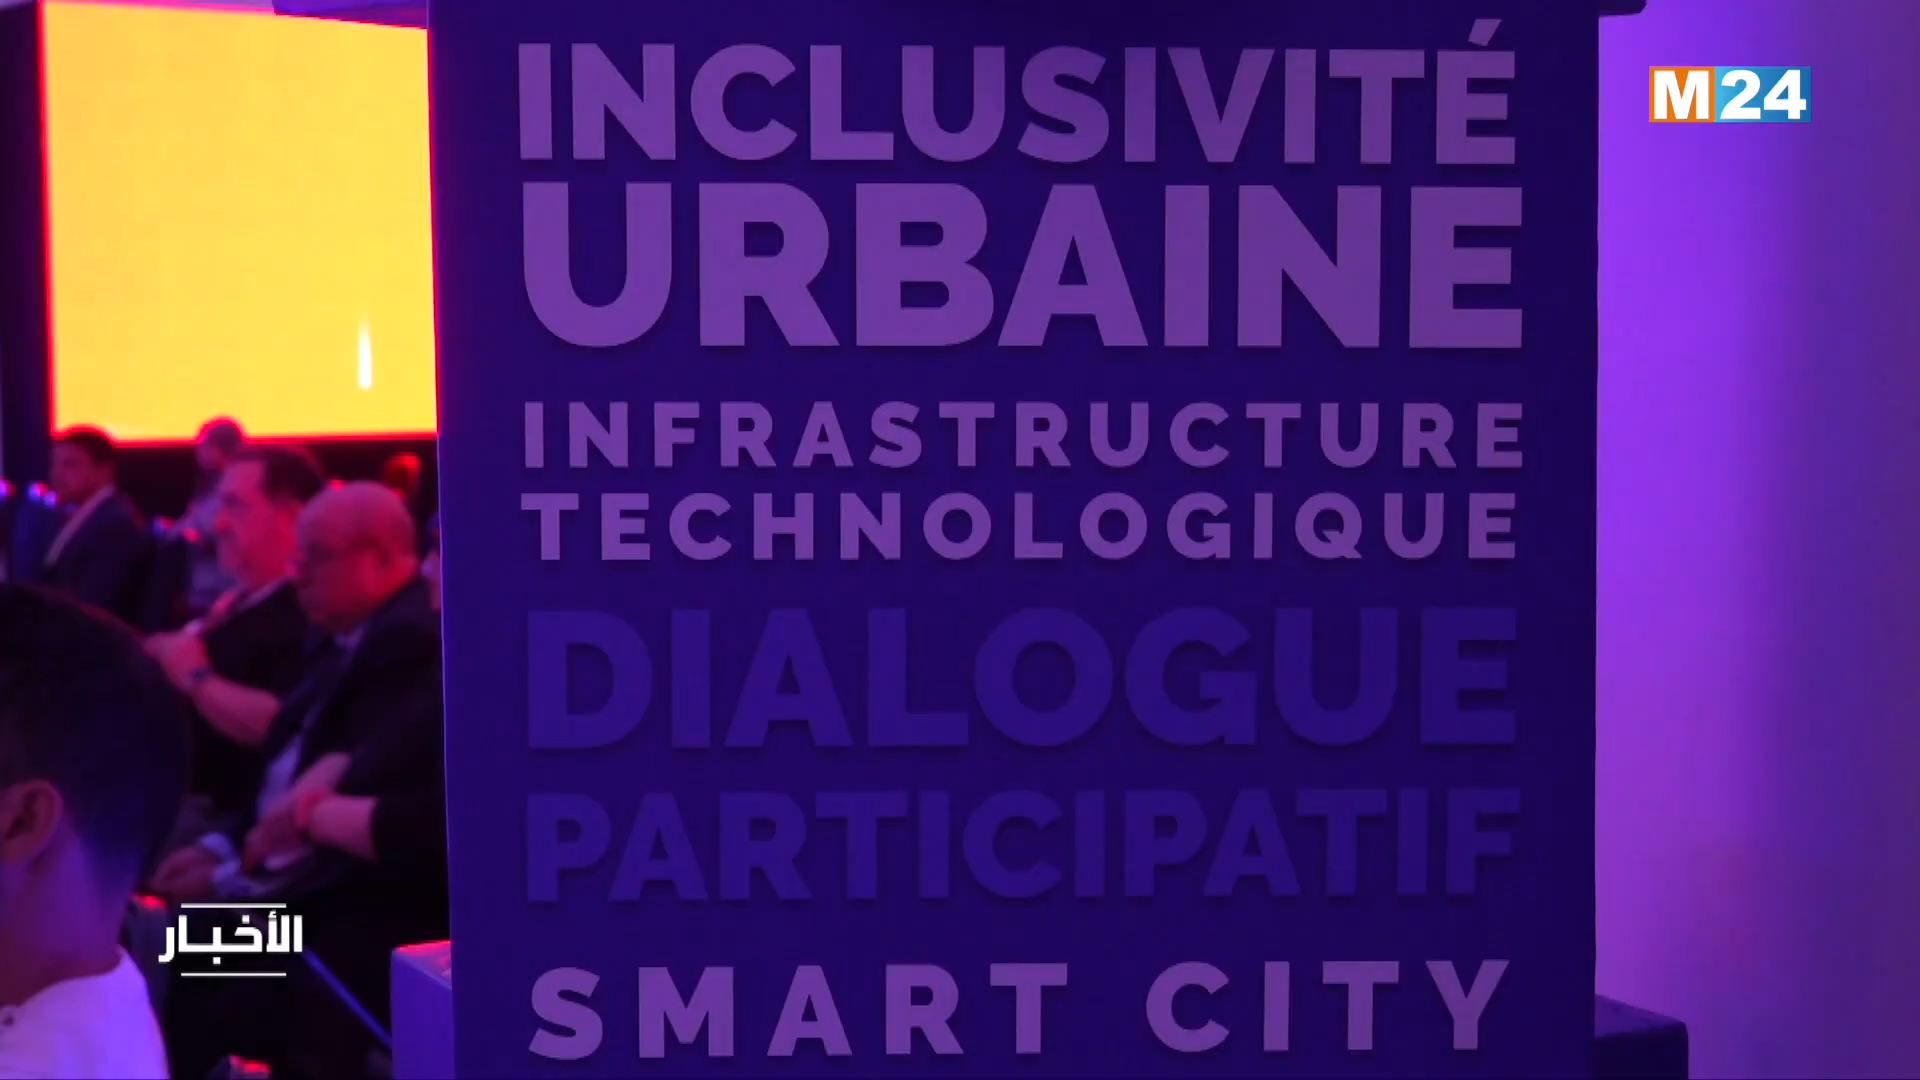 INCLUSIVITÉ
M24
URBAINE
INFRASTRUCTURE
TECHNOLOGIQUE
DIALOGUE
PARTICIPATIF
الأخبار
SMART CITY